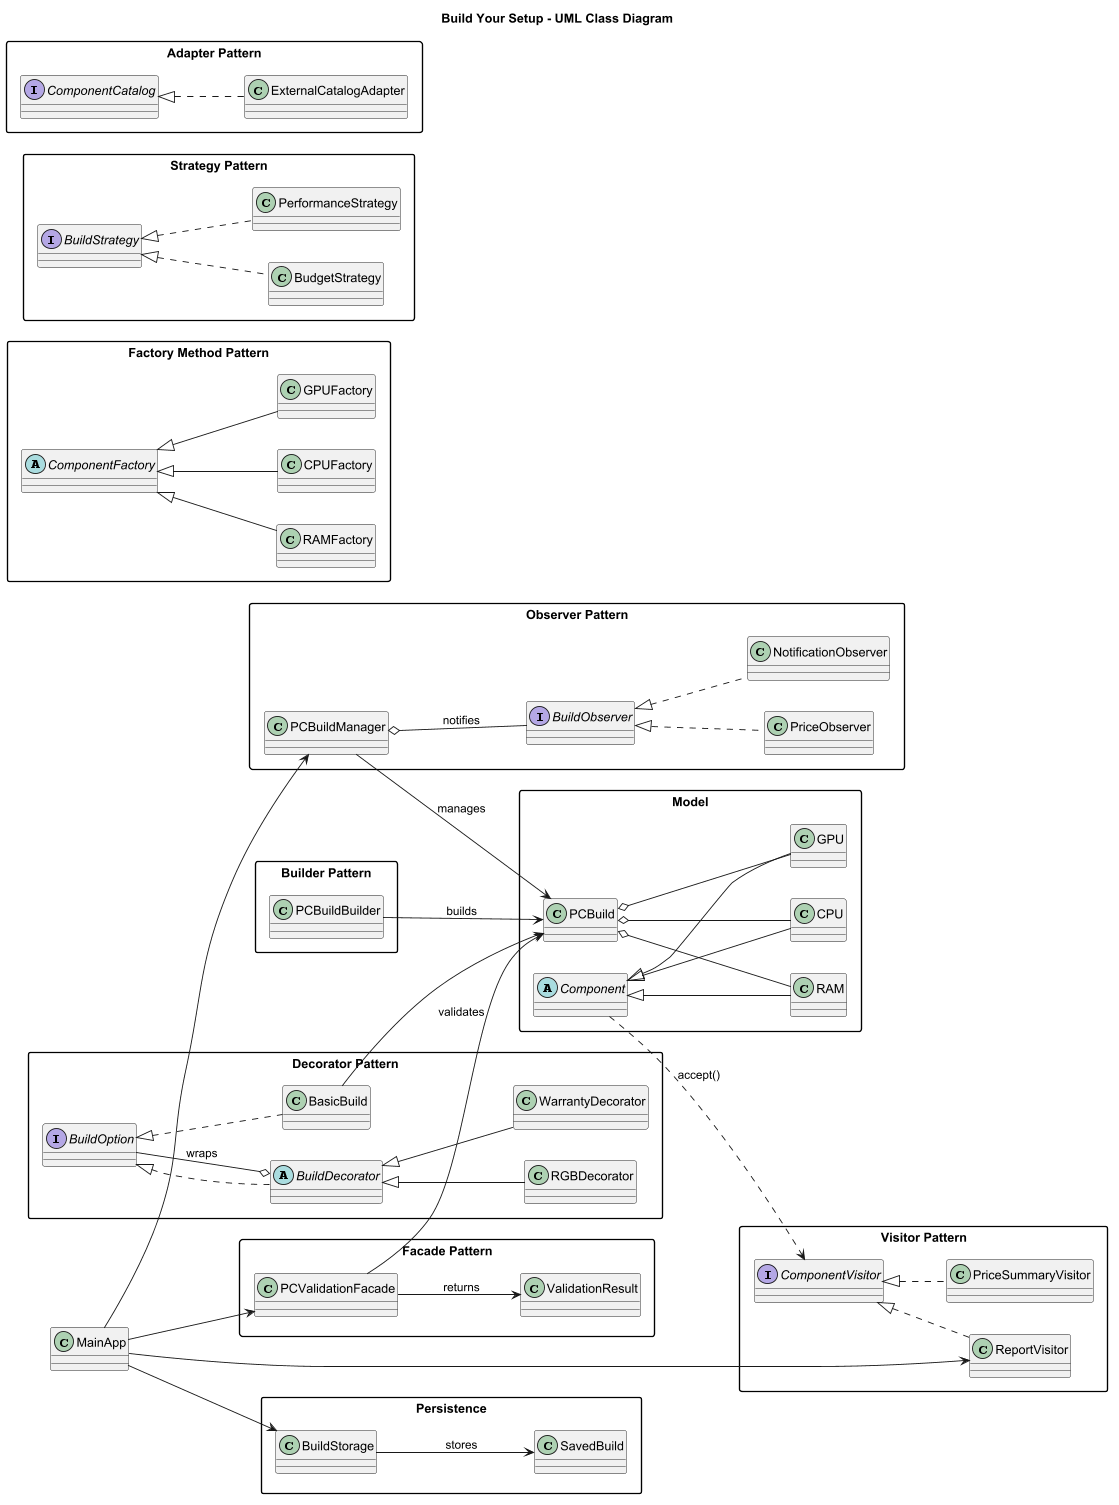 Build Your Setup - UML Class Diagram
Adapter Pattern
I ComponentCatalog
C ExternalCatalogAdapter
Strategy Pattern
C PerformanceStrategy
I BuildStrategy
C BudgetStrategy
Factory Method Pattern
C GPUFactory
A ComponentFactory
C CPUFactory
C RAMFactory
Observer Pattern
C NotificationObserver
C PCBuildManager
notifies
I BuildObserver
C PriceObserver
manages
Model
C GPU
Builder Pattern
C PCBuildBuilder
builds
C PCBuild
C CPU
A Component
C RAM
validates
accept()
Decorator Pattern
C BasicBuild
C WarrantyDecorator
I BuildOption
wraps
A BuildDecorator
C RGBDecorator
Facade Pattern
C PCValidationFacade
returns
C ValidationResult
Visitor Pattern
I ComponentVisitor
C PriceSummaryVisitor
C ReportVisitor
C MainApp
Persistence
C BuildStorage
stores
C SavedBuild